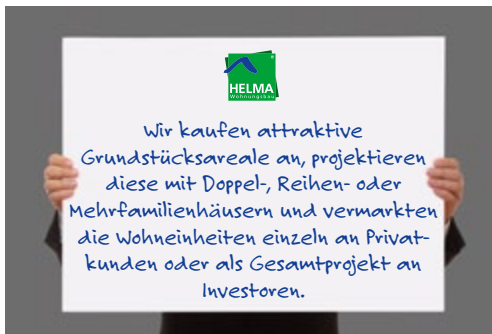 HELMA
Wohnungsbau
Wir kaufen attraktive
Grundstücksareale an, projektieren
diese mit Doppel-, Reihen- oder
Mehrfamilienhäusern und vermarkten
die Wohneinheiten einzeln an Privat-
kunden oder als Gesamtprojekt an
Investoren.